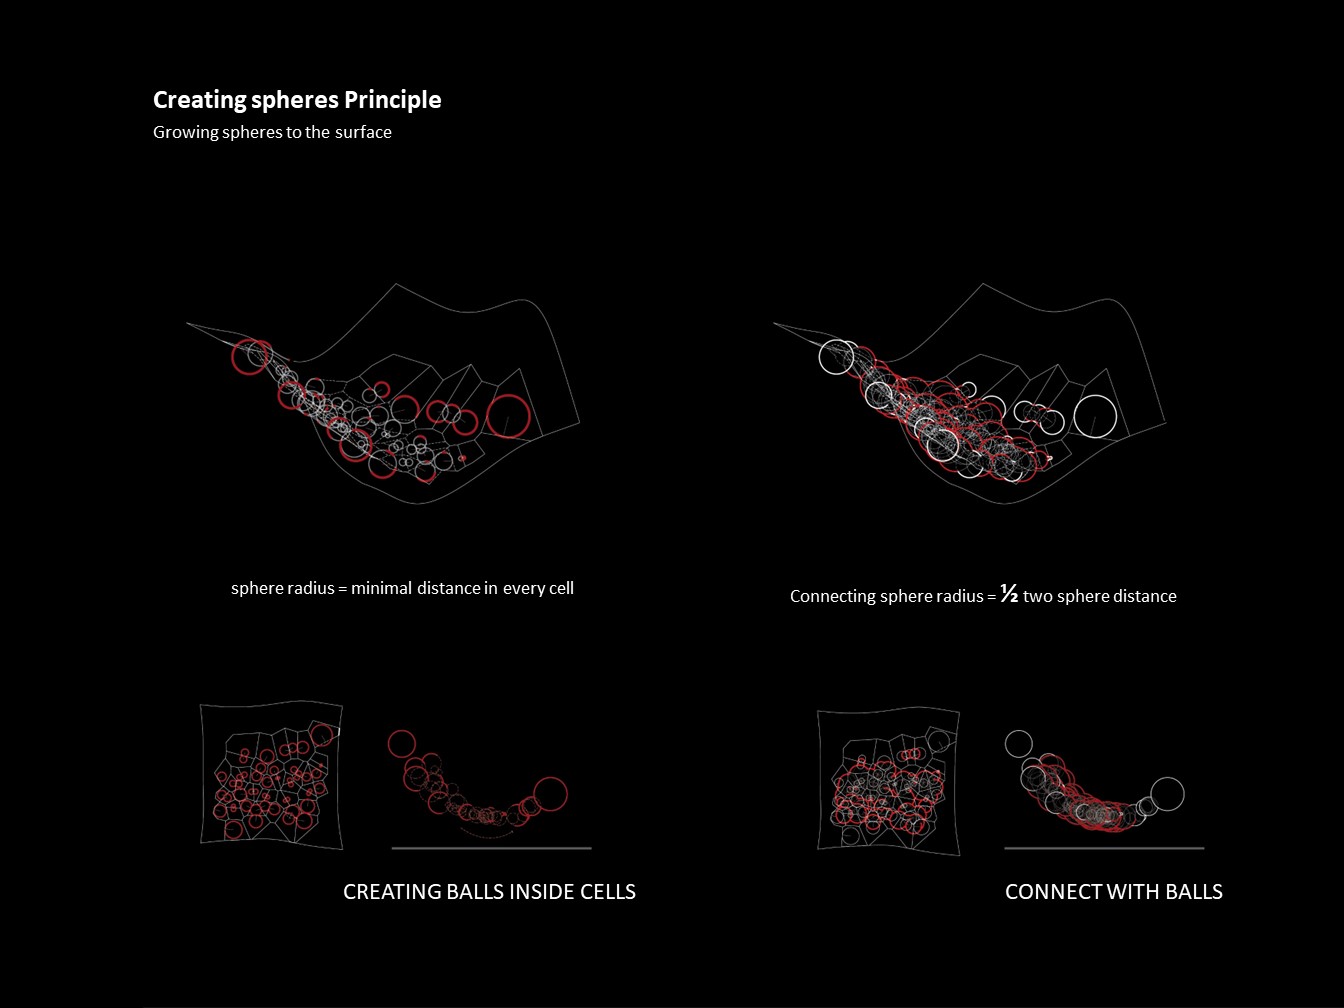 Creating spheres Principle
Growing spheres to the surface
sphere radius = minimal distance in every cell
Connecting sphere radius = ½ two sphere distance
CREATING BALLS INSIDE CELLS
CONNECT WITH BALLS